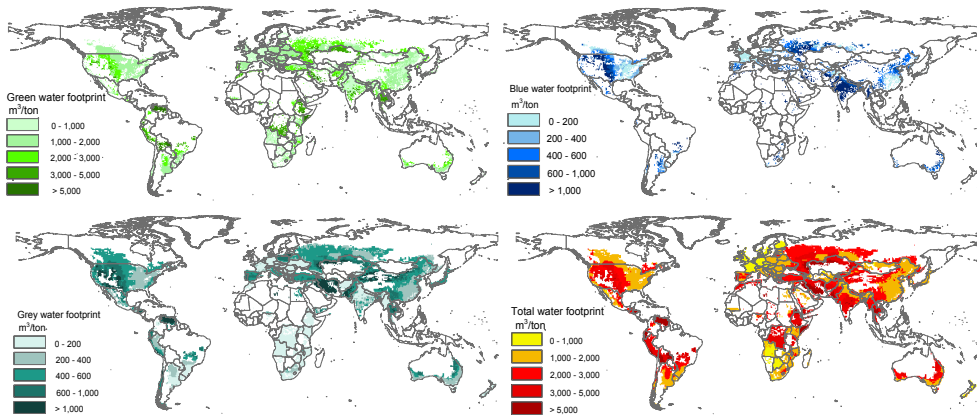 Green water footprint
m³/ton
0 - 1,000
1,000 - 2,000
2,000 - 3,000
3,000 - 5,000
> 5,000
Blue water footprint
m³/ton
0 - 200
200 - 400
400 - 600
600 - 1,000
> 1,000
Grey water footprint
m³/ton
0 - 200
200 - 400
400 - 600
600 - 1,000
> 1,000
Total water footprint
m³/ton
0 - 1,000
1,000 - 2,000
2,000 - 3,000
3,000 - 5,000
> 5,000